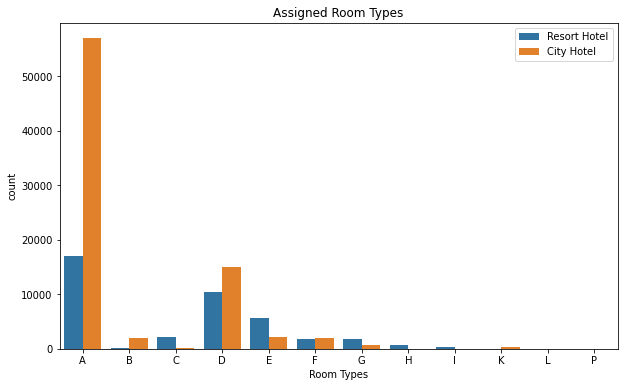 Assigned Room Types
Resort Hotel
City Hotel
count
50000
40000
30000
20000
10000
0
A B C D E F G H I K L P
Room Types